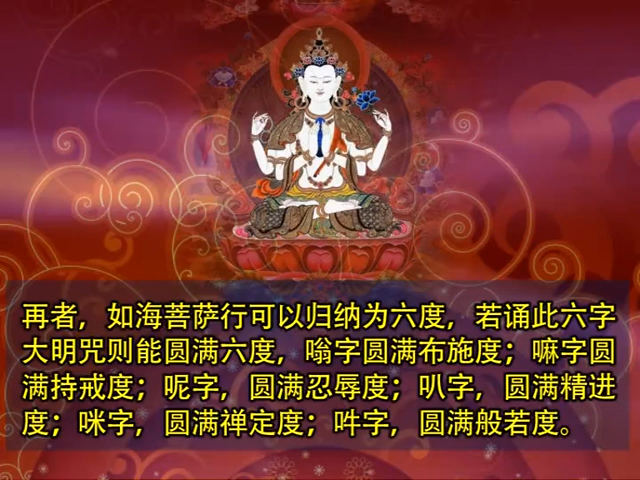 再者，如海菩萨行可以归纳为六度，若诵此六字
大明咒则能圆满六度，嗡字圆满布施度；嘛字圆
满持戒度；呢字，圆满忍辱度；叭字，圆满精进
度；咪字，圆满禅定度；吽字，圆满般若度。